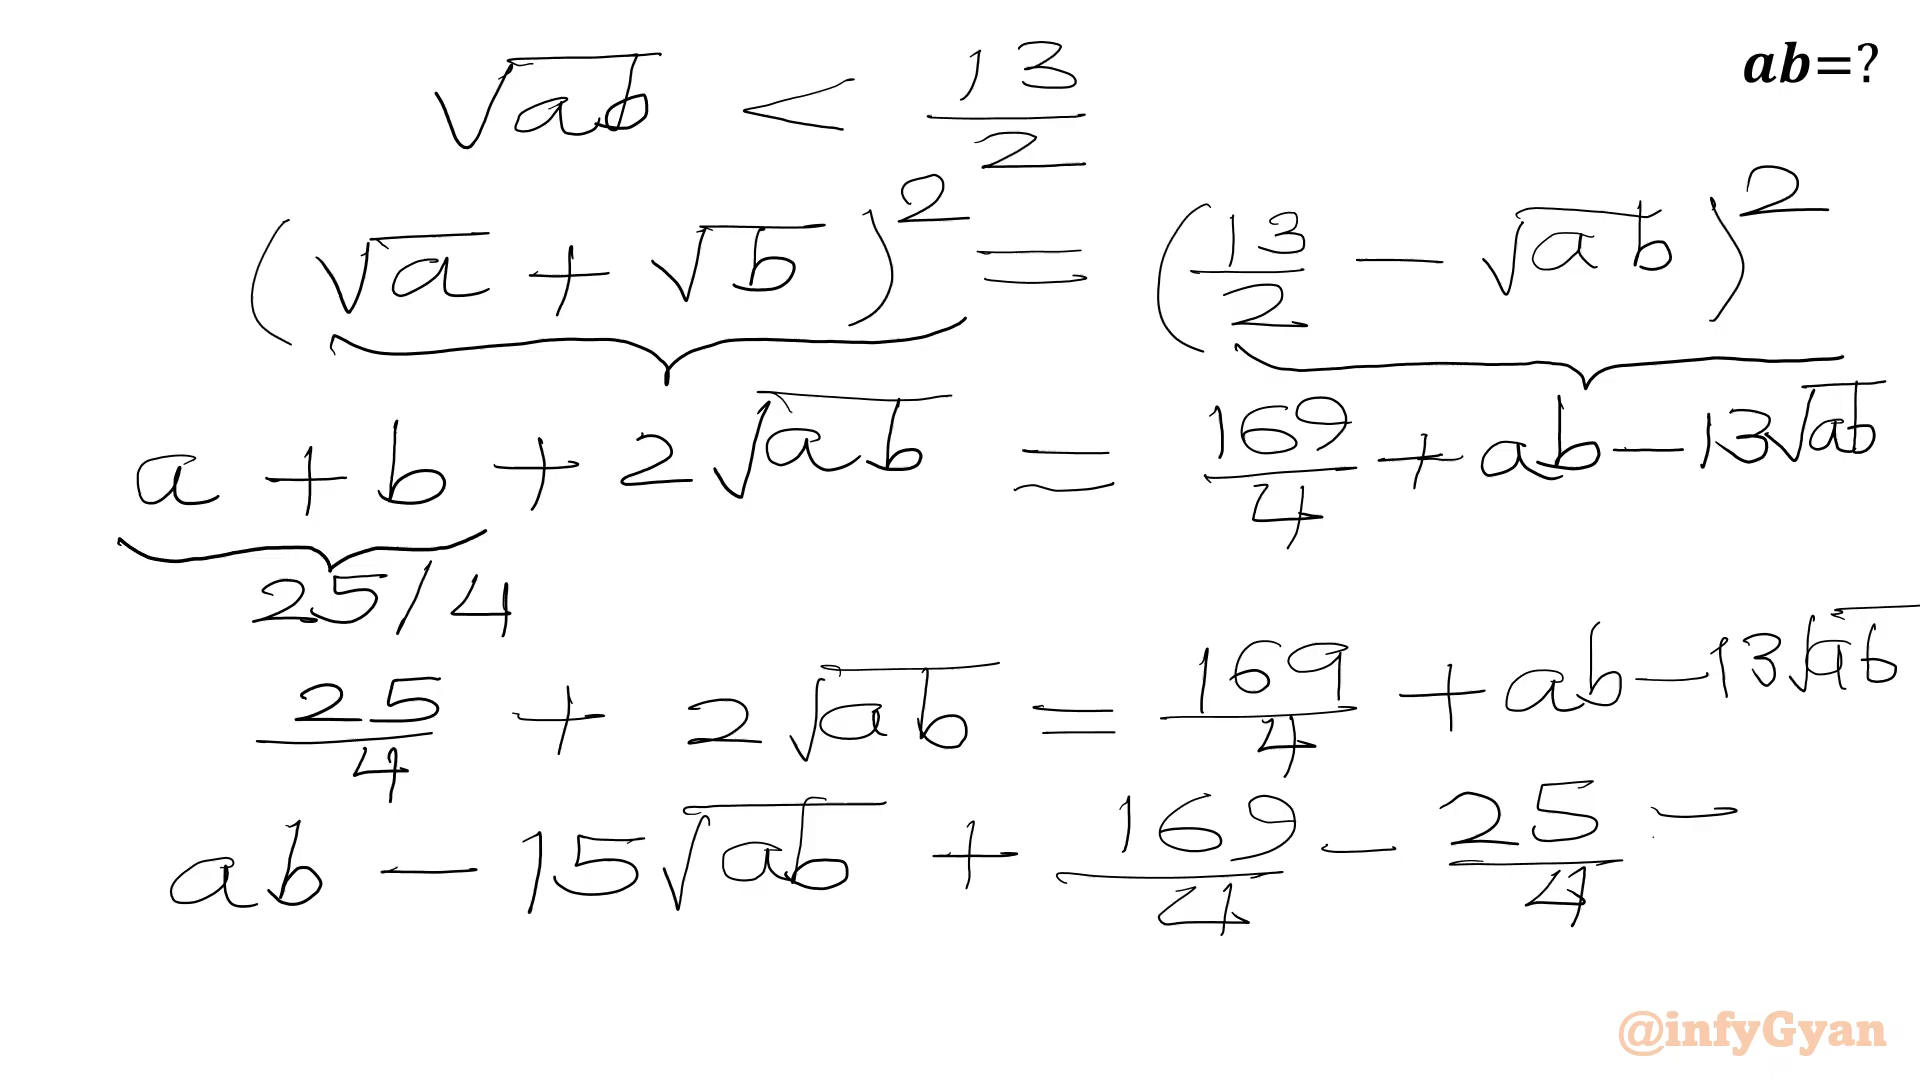 ab=?
√ab < 13/2
(√a + √b)² = (13/2 − √ab)²
a + b + 2√ab = 169/4 + ab − 13√ab
25/4
25/4 + 2√ab = 169/4 + ab − 13√ab
ab − 15√ab + 169/4 − 25/4 −
@infyGyan